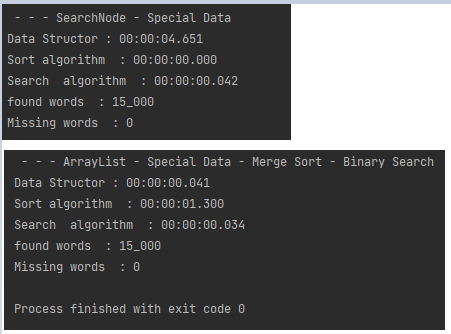 - - - SearchNode - Special Data
Data Structor : 00:00:04.651
Sort algorithm  : 00:00:00.000
Search  algorithm  : 00:00:00.042
found words  : 15_000
Missing words  : 0
- - - ArrayList - Special Data - Merge Sort - Binary Search
Data Structor : 00:00:00.041
Sort algorithm  : 00:00:01.300
Search  algorithm  : 00:00:00.034
found words  : 15_000
Missing words  : 0
Process finished with exit code 0